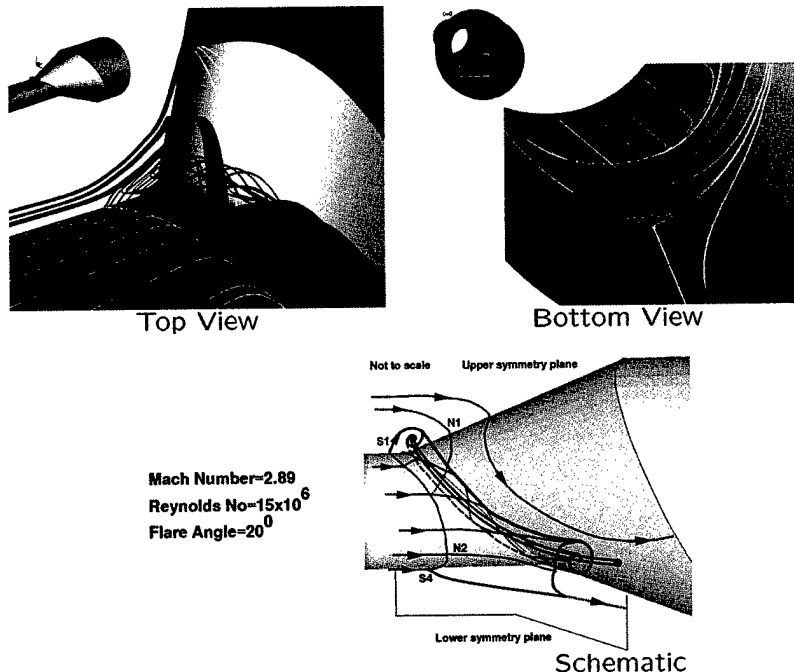 Top View
Bottom View
Not to scale
Upper symmetry plane
N1
S1
Mach Number=2.89
Reynolds No=15x10^6
Flare Angle=20^0
N2
S4
Lower symmetry plane
Schematic